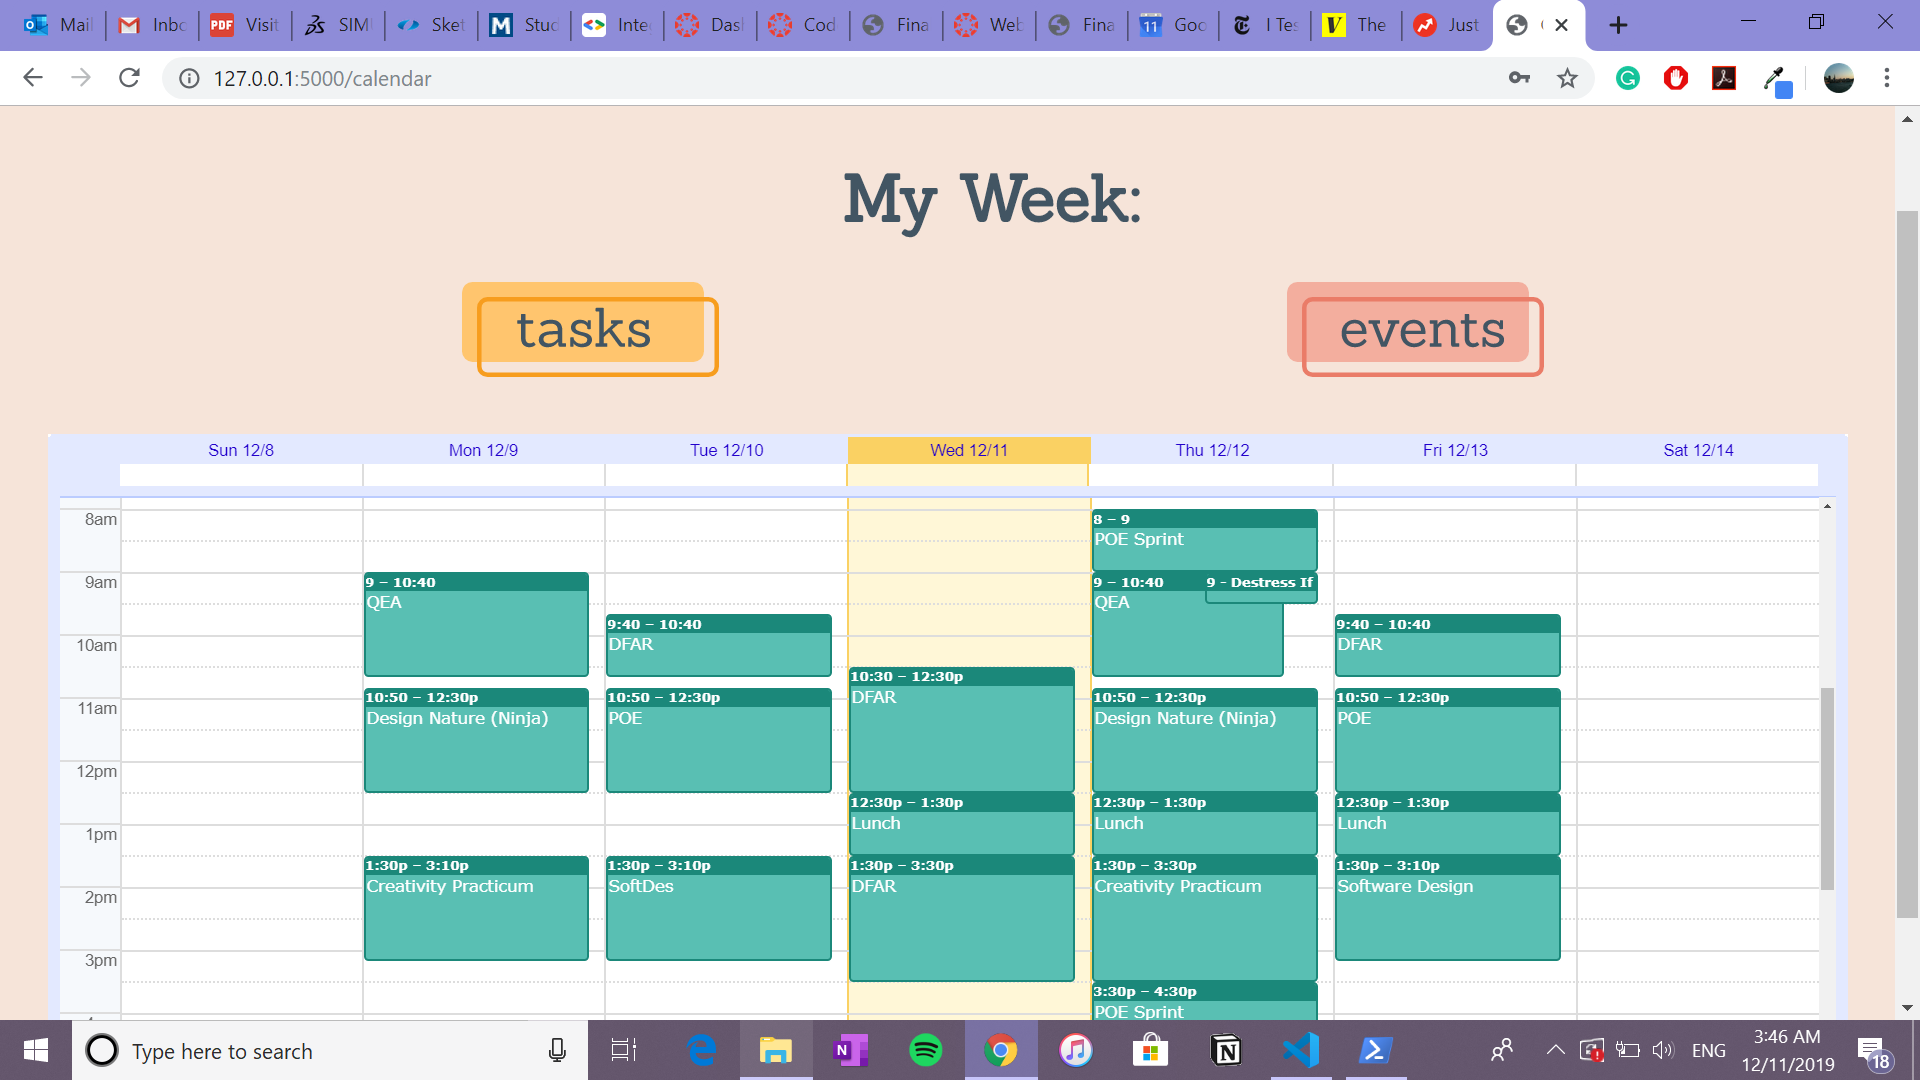 Mail
Inbc
Visit
SIM
Sket
Stuc
Inte
Dasl
Cod
Fina
Web
Fina
Goo
I Tes
The
Just
127.0.0.1:5000/calendar
My Week:
tasks
events
Sun 12/8
Mon 12/9
Tue 12/10
Wed 12/11
Thu 12/12
Fri 12/13
Sat 12/14
8am
8 – 9
POE Sprint
9am
9 – 10:40
QEA
9 – 10:40
QEA
9 - Destress If
9:40 – 10:40
DFAR
9:40 – 10:40
DFAR
10am
10:30 – 12:30p
DFAR
10:50 – 12:30p
Design Nature (Ninja)
10:50 – 12:30p
POE
10:50 – 12:30p
Design Nature (Ninja)
10:50 – 12:30p
POE
11am
12pm
12:30p – 1:30p
Lunch
12:30p – 1:30p
Lunch
12:30p – 1:30p
Lunch
1pm
1:30p – 3:10p
Creativity Practicum
1:30p – 3:10p
SoftDes
1:30p – 3:30p
DFAR
1:30p – 3:30p
Creativity Practicum
1:30p – 3:10p
Software Design
2pm
3pm
3:30p – 4:30p
POE Sprint
Type here to search
ENG
3:46 AM
12/11/2019
18